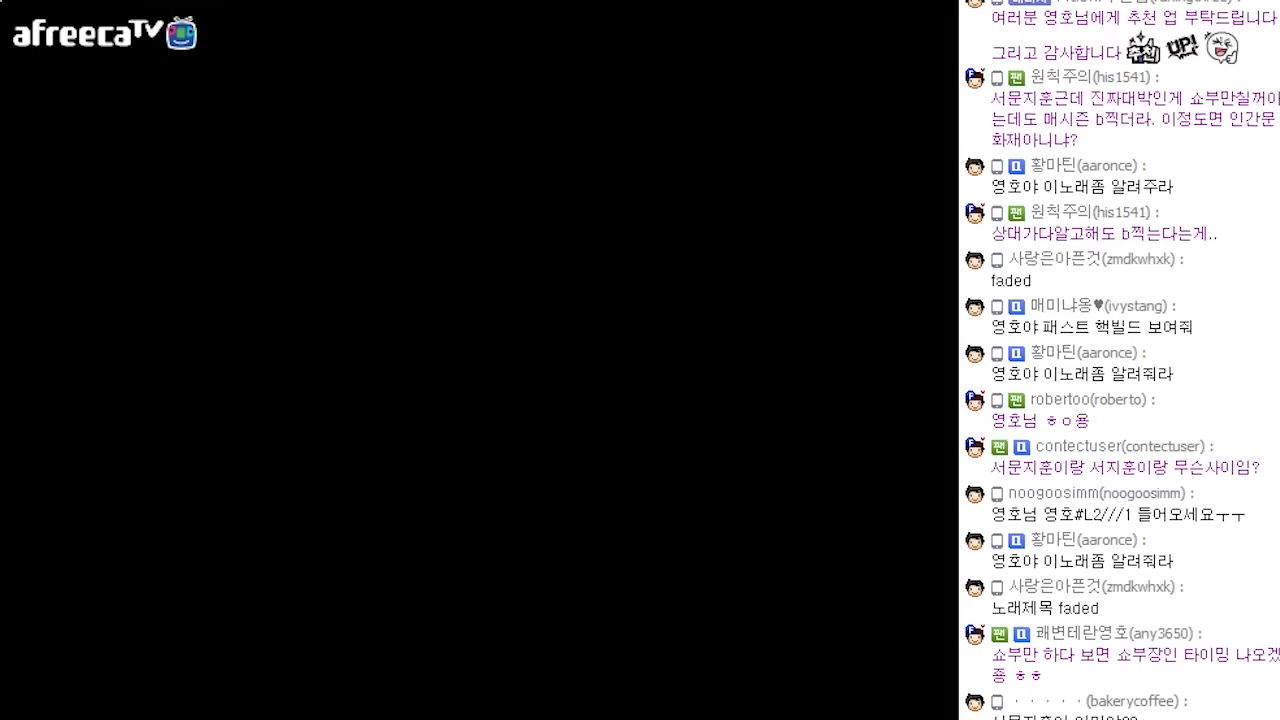 afreecaTV
여러분 영호님에게 추천 업 부탁드립니다
그리고 감사합니다 추천 UP!
팬 원칙주의(his1541) :
서문지훈근데 진짜대박인게 쇼부만칠꺼아
는데도 매시즌 b찍더라. 이정도면 인간문
화재아니냐?
황마틴(aaronce) :
영호야 이노래좀 알려주라
팬 원칙주의(his1541) :
상대가다알고해도 b찍는다는게..
사랑은아픈것(zmdkwhxk) :
faded
매미냐옹♥(ivystang) :
영호야 패스트 핵빌드 보여줘
황마틴(aaronce) :
영호야 이노래좀 알려줘라
팬 robertoo(roberto) :
영호님 ㅎㅇ용
팬 contectuser(contectuser) :
서문지훈이랑 서지훈이랑 무슨사이임?
noogoosimm(noogoosimm) :
영호님 영호#L2///1 들어오세요ㅜㅜ
황마틴(aaronce) :
영호야 이노래좀 알려줘라
사랑은아픈것(zmdkwhxk) :
노래제목 faded
팬 쾌변테란영호(any3650) :
쇼부만 하다 보면 쇼부장인 타이밍 나오겠
죵 ㅎㅎ
· · · · ·(bakerycoffee) :